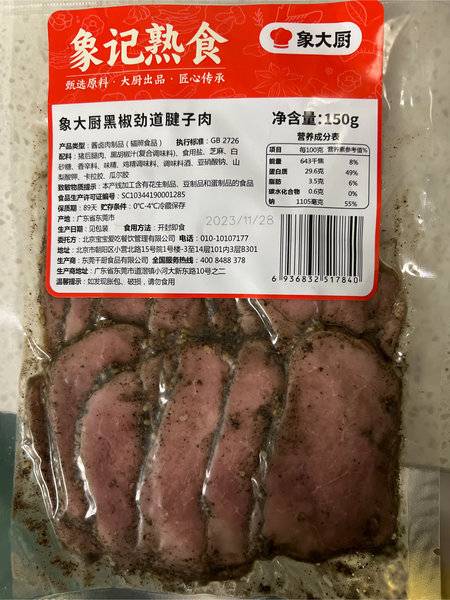 象记熟食
甄选原料·大厨出品·匠心传承
象大厨
象大厨黑椒劲道腱子肉
净含量:150g
产品类型：酱卤肉制品（辐照食品） 执行标准：GB 2726
配料：猪后腿肉、黑胡椒汁(复合调味料)、食用盐、芝麻、白
砂糖、香辛料、味精、鸡精调味料、调味料酒、亚硝酸钠、山
梨酸钾、卡拉胶、瓜尔胶
致敏物质提示：本产线加工含有花生制品、豆制品和蛋制品的食品
食品生产许可证编号：SC10344190001285
保质期：89天 贮存条件：0℃-4℃冷藏保存
产地：广东省东莞市
生产日期：见包装 食用方法：开封即食
2023/11/28
委托方：北京宝宝爱吃餐饮管理有限公司 电话：010-10107177
地址：北京市朝阳区小营北路15号院1号楼-3至14层101内3层B301
生产商：东莞千厨食品有限公司 全国服务热线：400 8488 378
生产商地址：广东省东莞市道滘镇小河大新东路10号之二
温馨提示：如发现胀包、破损，请勿食用
营养成分表
项目 每100克 营养素参考值%
能量 643千焦 8%
蛋白质 29.6克 49%
脂肪 3.5克 6%
碳水化合物 0.6克 0%
钠 1105毫克 55%
6 936832 517840